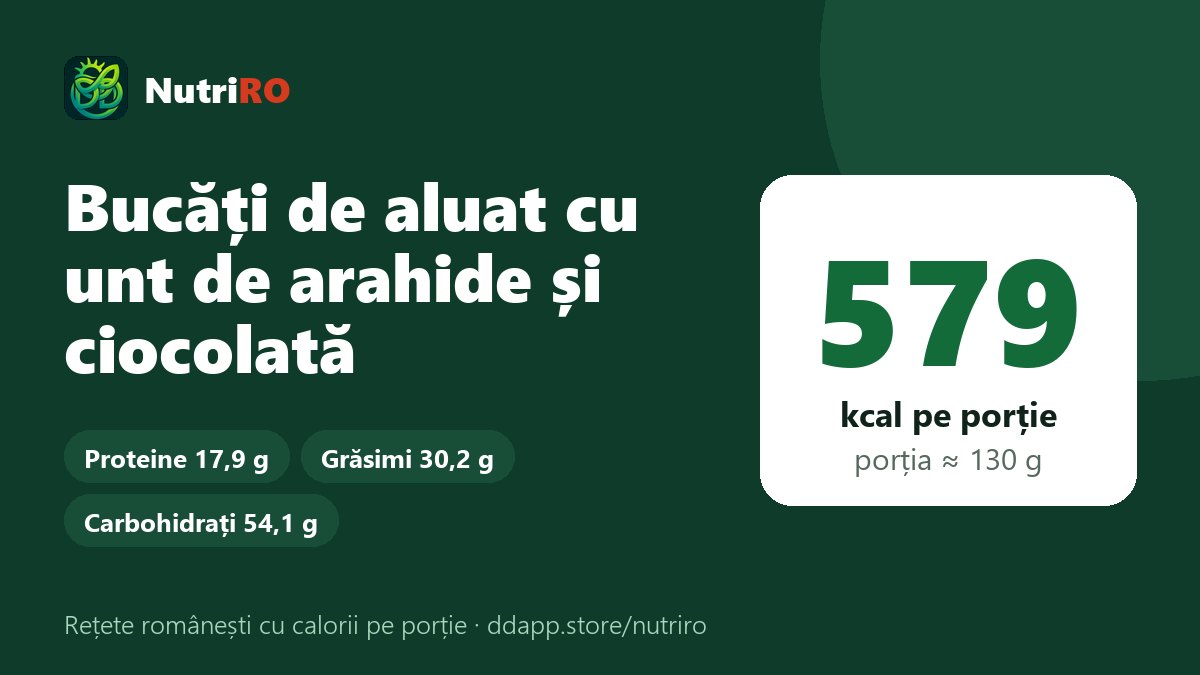 NutriRO
Bucăți de aluat cu
unt de arahide și
ciocolată
Proteine 17,9 g
Grăsimi 30,2 g
Carbohidrați 54,1 g
579
kcal pe porție
porția ≈ 130 g
Rețete românești cu calorii pe porție · ddapp.store/nutriro